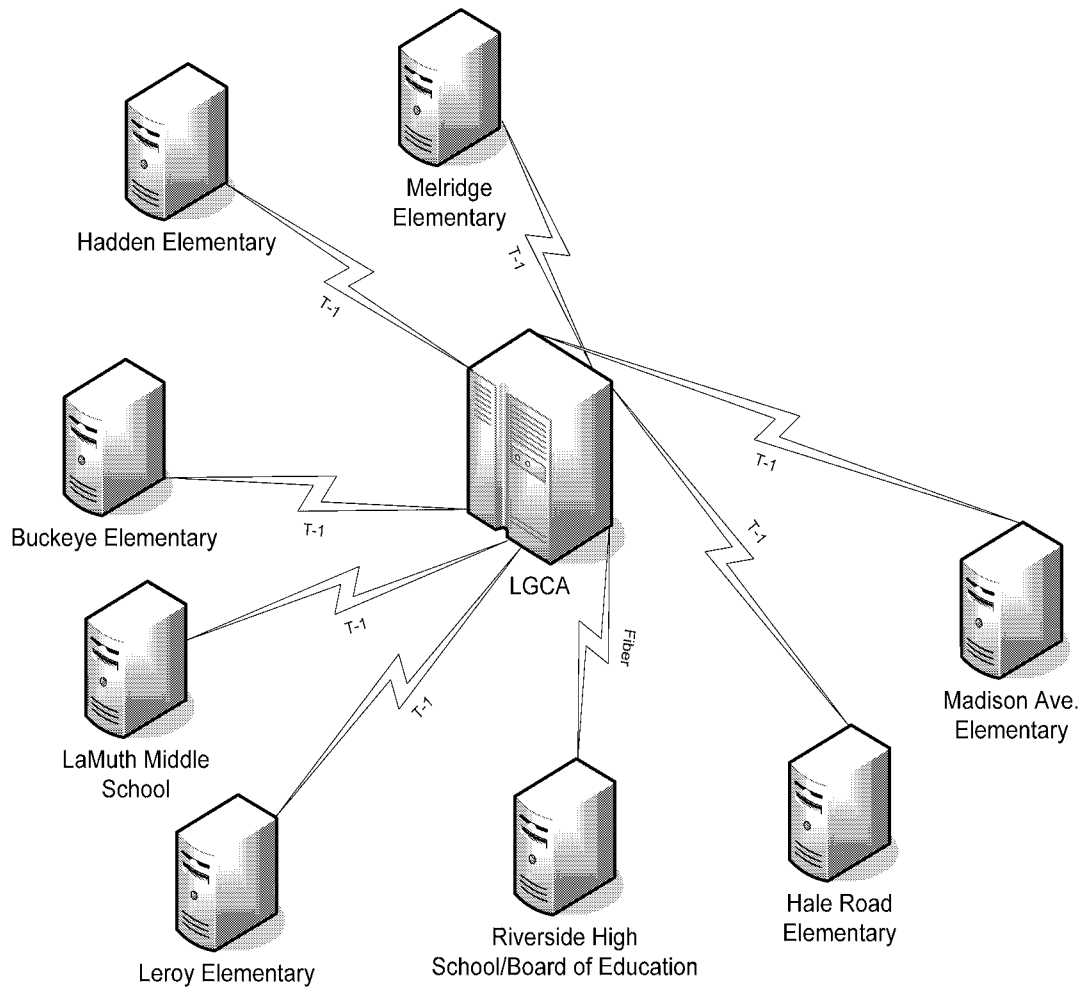 Melridge
Elementary
Hadden Elementary
T-1
T-1
T-1
Buckeye Elementary
T-1
T-1
LGCA
T-1
Fiber
Madison Ave.
Elementary
LaMuth Middle
School
T-1
Hale Road
Elementary
Riverside High
School/Board of Education
Leroy Elementary